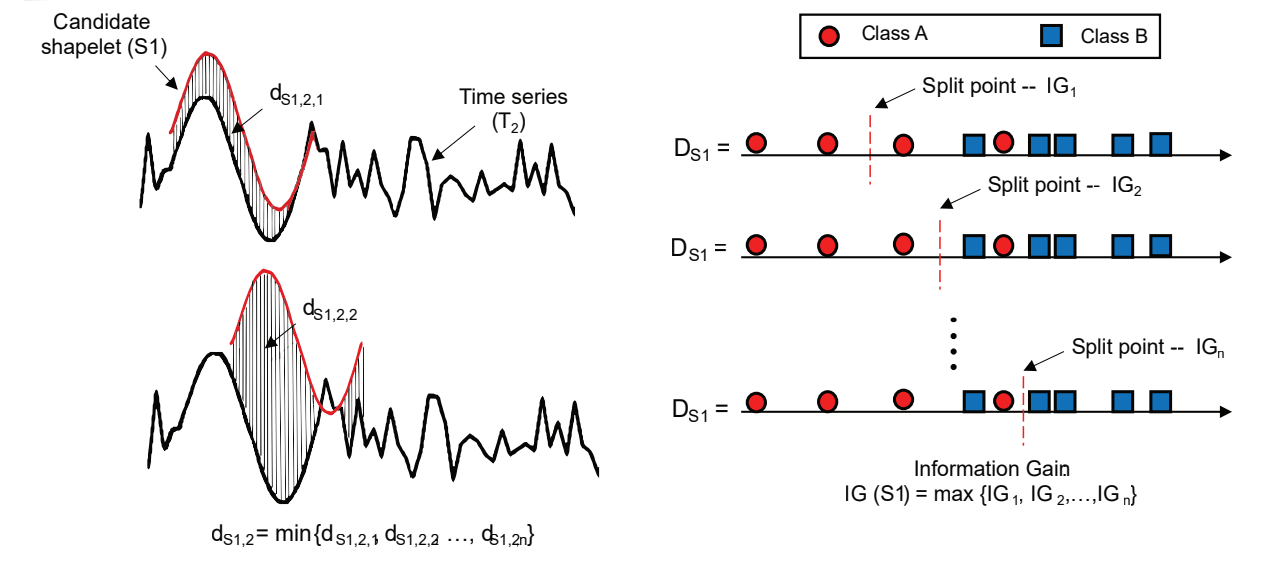 Candidate
shapelet (S1)
dS1,2,1
Time series
(T2)
dS1,2,2
dS1,2 = min{dS1,2,1, dS1,2,2, …, dS1,2n}
Class A
Class B
Split point -- IG1
DS1 =
Split point -- IG2
DS1 =
Split point -- IGn
DS1 =
Information Gain
IG (S1) = max {IG1, IG2,…,IGn}